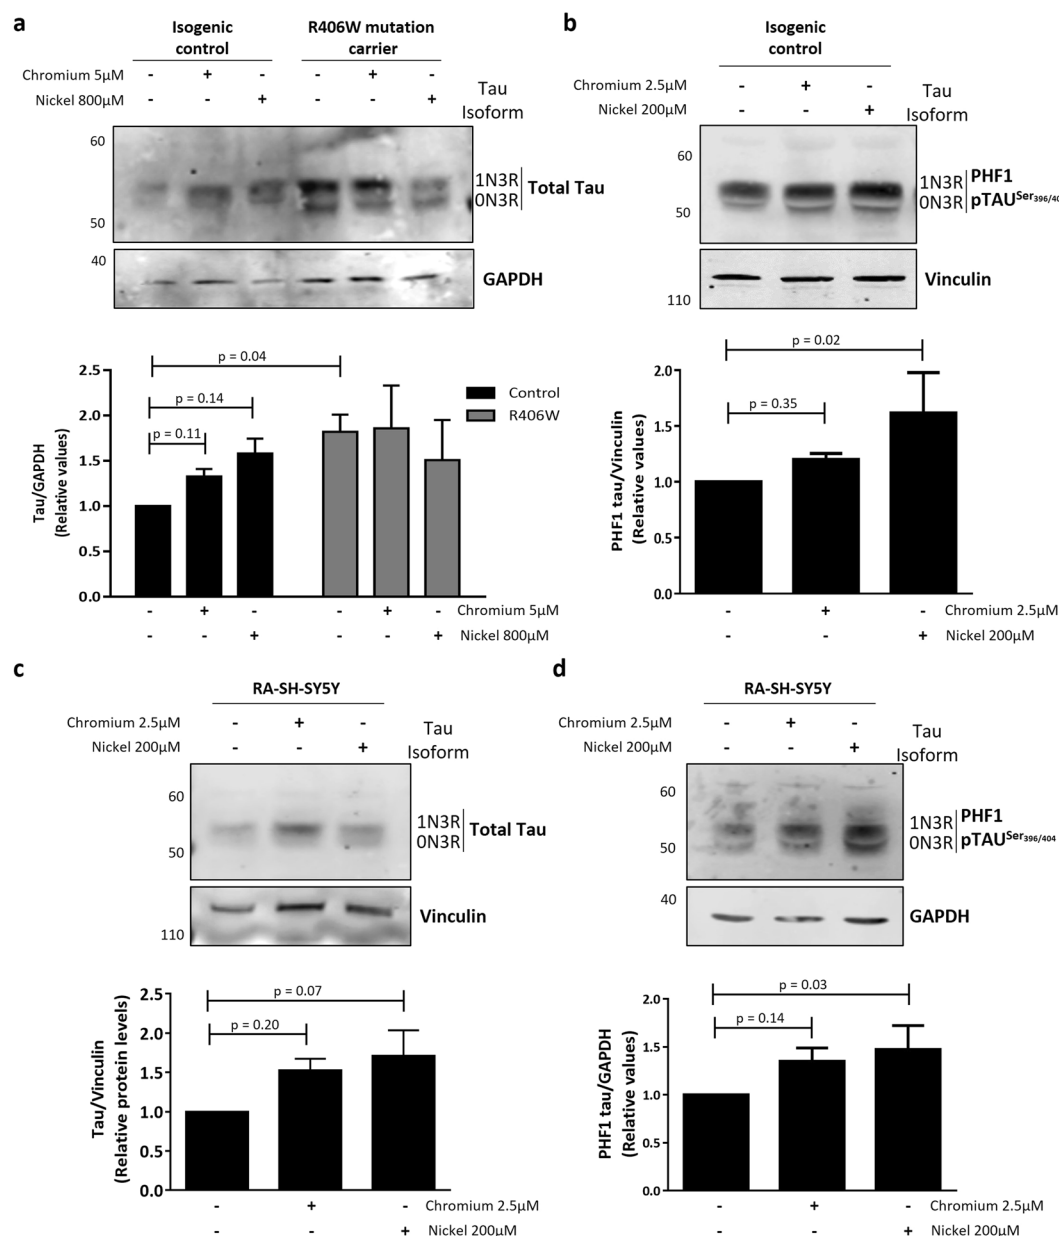 a
Isogenic
control
R406W mutation
carrier
Chromium 5µM - + - - + -
Nickel 800µM - - + - - +
Tau
Isoform
60
50
1N3R
0N3R
Total Tau
40
GAPDH
Tau/GAPDH
(Relative values)
2.5
2.0
1.5
1.0
0.5
0.0
p = 0.04
p = 0.14
p = 0.11
Control
R406W
- + - - + - Chromium 5µM
- - + - - + Nickel 800µM
b
Isogenic
control
Chromium 2.5µM - + -
Nickel 200µM - - +
Tau
Isoform
60
50
1N3R
0N3R
PHF1
pTAUSer396/40
110
Vinculin
PHF1 tau/Vinculin
(Relative values)
2.0
1.5
1.0
0.5
0.0
p = 0.02
p = 0.35
- + - Chromium 2.5µM
- - + Nickel 200µM
c
RA-SH-SY5Y
Chromium 2.5µM - + -
Nickel 200µM - - +
Tau
Isoform
60
50
1N3R
0N3R
Total Tau
110
Vinculin
Tau/Vinculin
(Relative protein levels)
2.5
2.0
1.5
1.0
0.5
0.0
p = 0.07
p = 0.20
- + - Chromium 2.5µM
- - + Nickel 200µM
d
RA-SH-SY5Y
Chromium 2.5µM - + -
Nickel 200µM - - +
Tau
Isoform
60
50
1N3R
0N3R
PHF1
pTAUSer396/404
40
GAPDH
PHF1 tau/GAPDH
(Relative values)
2.0
1.5
1.0
0.5
0.0
p = 0.03
p = 0.14
- + - Chromium 2.5µM
- - + Nickel 200µM